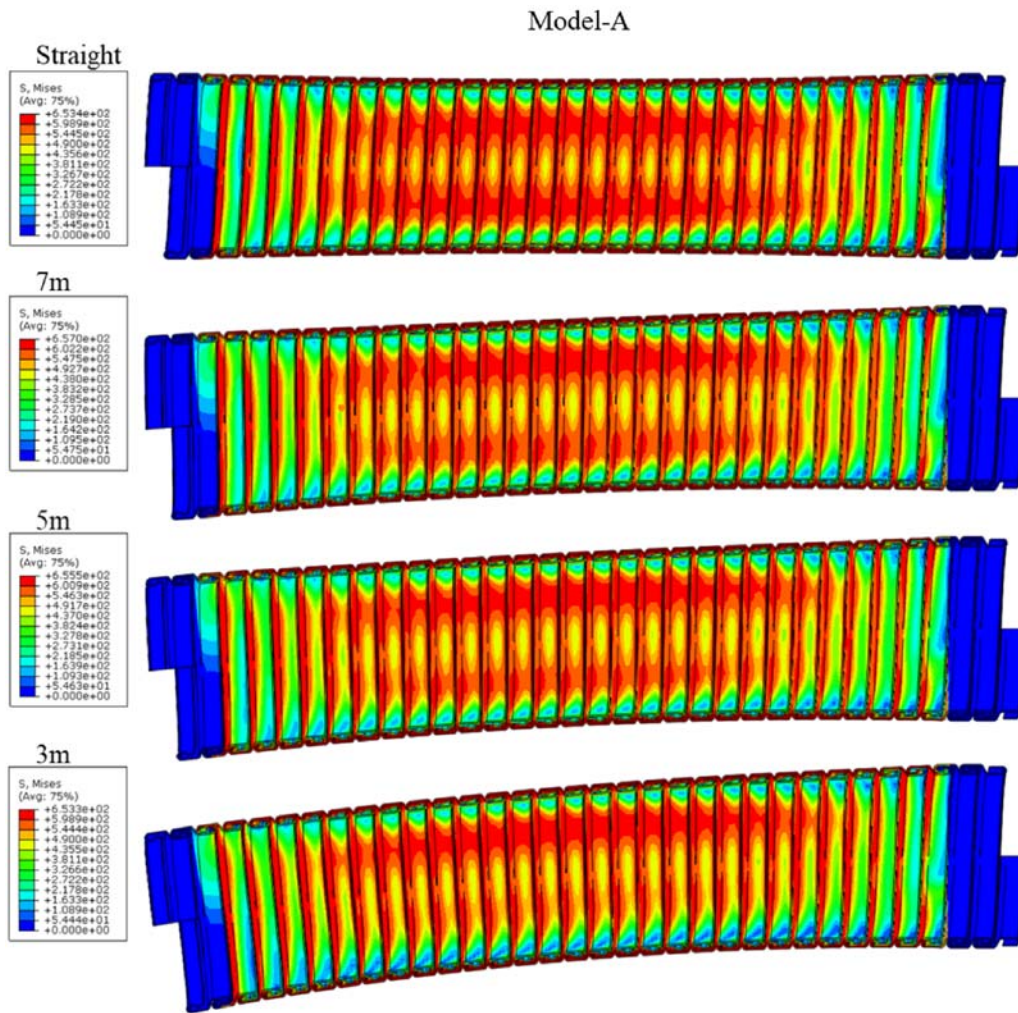 Model-A
Straight
S, Mises
(Avg: 75%)
+6.534e+02
+5.989e+02
+5.445e+02
+4.900e+02
+4.356e+02
+3.811e+02
+3.267e+02
+2.722e+02
+2.178e+02
+1.633e+02
+1.089e+02
+5.445e+01
+0.000e+00
7m
S, Mises
(Avg: 75%)
+6.570e+02
+6.022e+02
+5.475e+02
+4.927e+02
+4.380e+02
+3.832e+02
+3.285e+02
+2.737e+02
+2.190e+02
+1.642e+02
+1.095e+02
+5.475e+01
+0.000e+00
5m
S, Mises
(Avg: 75%)
+6.555e+02
+6.009e+02
+5.463e+02
+4.917e+02
+4.370e+02
+3.824e+02
+3.278e+02
+2.731e+02
+2.185e+02
+1.639e+02
+1.093e+02
+5.463e+01
+0.000e+00
3m
S, Mises
(Avg: 75%)
+6.533e+02
+5.989e+02
+5.444e+02
+4.900e+02
+4.355e+02
+3.811e+02
+3.266e+02
+2.722e+02
+2.178e+02
+1.633e+02
+1.089e+02
+5.444e+01
+0.000e+00